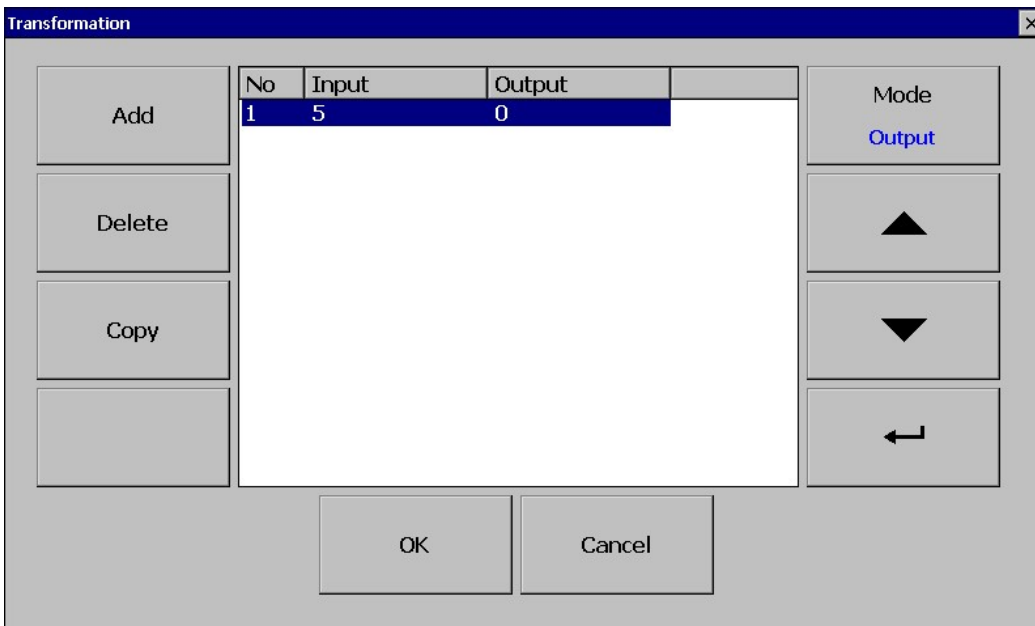 Transformation
Add
Delete
Copy
No Input Output
1 5 0
Mode
Output
OK
Cancel